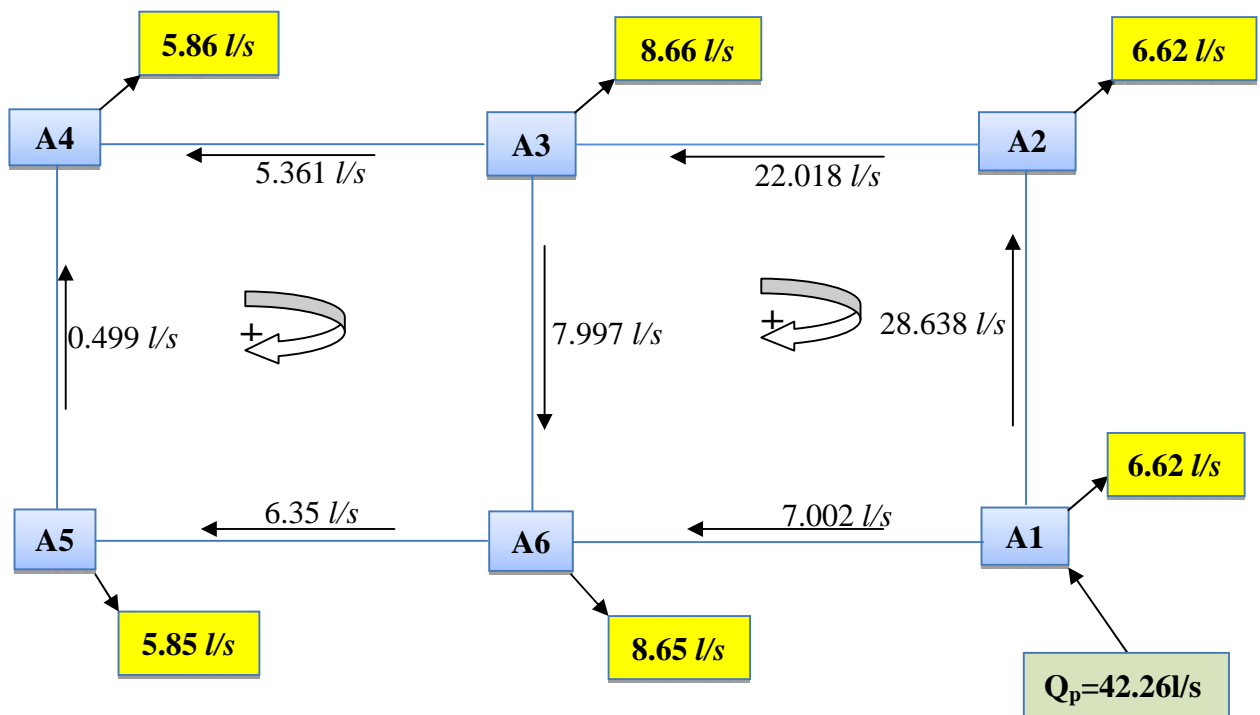 5.86 l/s
8.66 l/s
6.62 l/s
A4
A3
A2
5.361 l/s
22.018 l/s
0.499 l/s
+
7.997 l/s
+
28.638 l/s
6.62 l/s
6.35 l/s
7.002 l/s
A5
A6
A1
5.85 l/s
8.65 l/s
Qp=42.26l/s